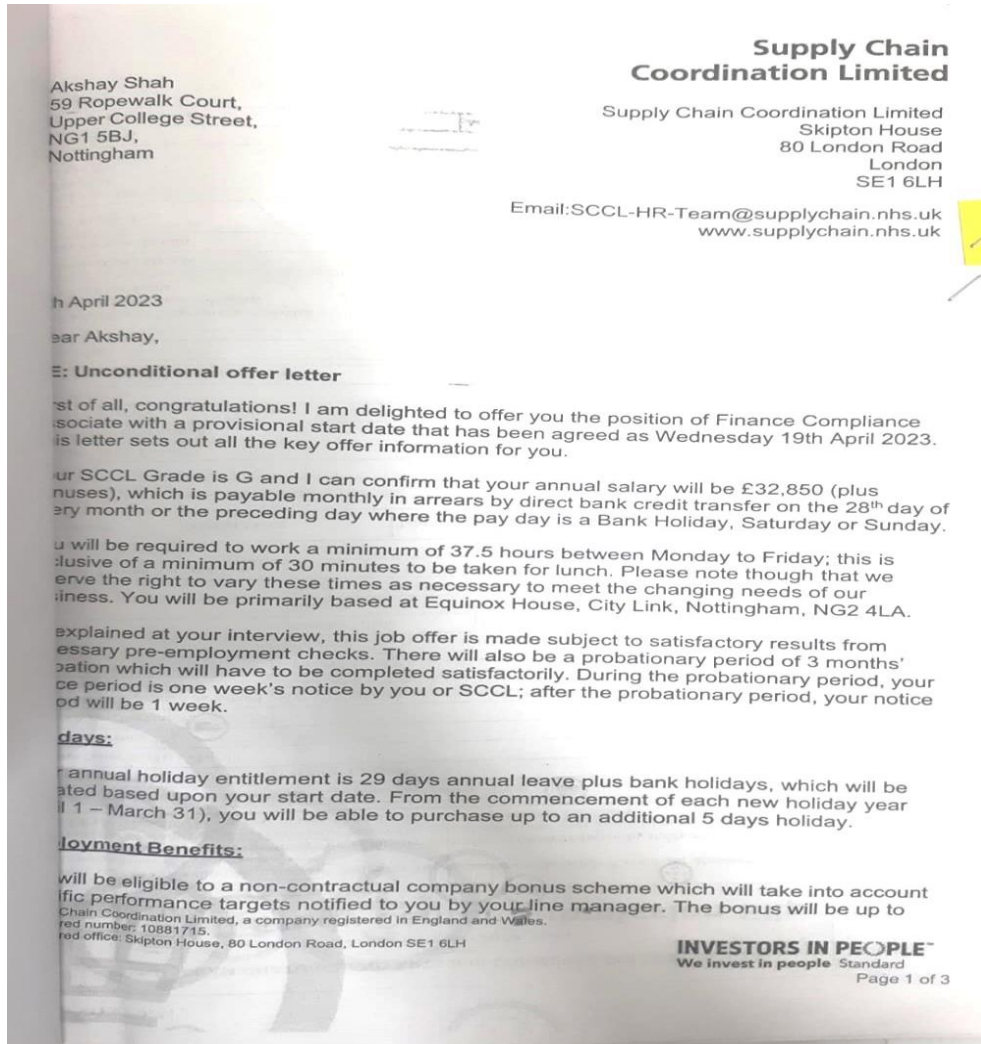 Supply Chain
Coordination Limited
Akshay Shah
59 Ropewalk Court,
Upper College Street,
NG1 5BJ,
Nottingham
Supply Chain Coordination Limited
Skipton House
80 London Road
London
SE1 6LH
Email:SCCL-HR-Team@supplychain.nhs.uk
www.supplychain.nhs.uk
h April 2023
ear Akshay,
E: Unconditional offer letter
st of all, congratulations! I am delighted to offer you the position of Finance Compliance
sociate with a provisional start date that has been agreed as Wednesday 19th April 2023.
is letter sets out all the key offer information for you.
ur SCCL Grade is G and I can confirm that your annual salary will be £32,850 (plus
nuses), which is payable monthly in arrears by direct bank credit transfer on the 28th day of
ery month or the preceding day where the pay day is a Bank Holiday, Saturday or Sunday.
u will be required to work a minimum of 37.5 hours between Monday to Friday; this is
clusive of a minimum of 30 minutes to be taken for lunch. Please note though that we
erve the right to vary these times as necessary to meet the changing needs of our
siness. You will be primarily based at Equinox House, City Link, Nottingham, NG2 4LA.
explained at your interview, this job offer is made subject to satisfactory results from
essary pre-employment checks. There will also be a probationary period of 3 months'
bation which will have to be completed satisfactorily. During the probationary period, your
ce period is one week's notice by you or SCCL; after the probationary period, your notice
od will be 1 week.
days:
r annual holiday entitlement is 29 days annual leave plus bank holidays, which will be
ated based upon your start date. From the commencement of each new holiday year
il 1 – March 31), you will be able to purchase up to an additional 5 days holiday.
loyment Benefits:
will be eligible to a non-contractual company bonus scheme which will take into account
ific performance targets notified to you by your line manager. The bonus will be up to
Chain Coordination Limited, a company registered in England and Wales.
red number: 10881715.
red office: Skipton House, 80 London Road, London SE1 6LH
INVESTORS IN PEOPLE™
We invest in people Standard
Page 1 of 3